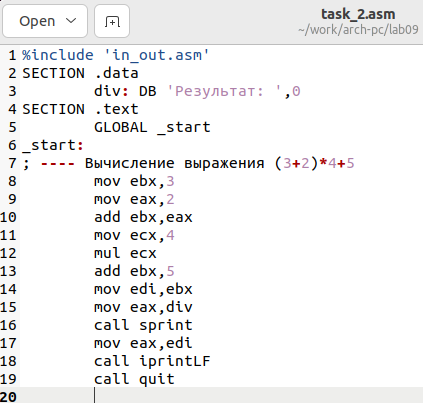 Open
task_2.asm
~/work/arch-pc/lab09
1 %include 'in_out.asm'
2 SECTION .data
3 div: DB 'Результат: ',0
4 SECTION .text
5 GLOBAL _start
6 _start:
7 ; ---- Вычисление выражения (3+2)*4+5
8 mov ebx,3
9 mov eax,2
10 add ebx,eax
11 mov ecx,4
12 mul ecx
13 add ebx,5
14 mov edi,ebx
15 mov eax,div
16 call sprint
17 mov eax,edi
18 call iprintLF
19 call quit
20